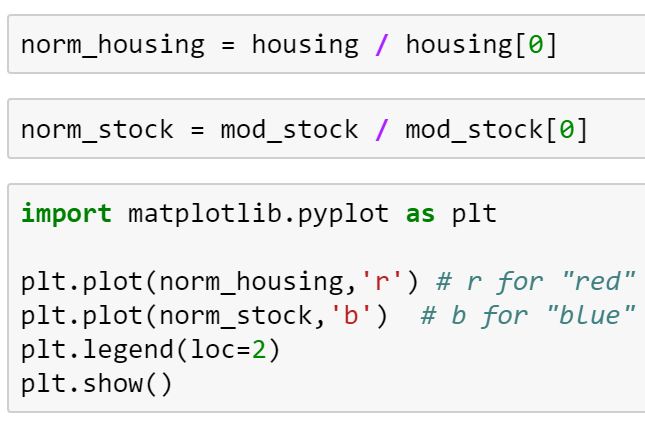 norm_housing = housing / housing[0]
norm_stock = mod_stock / mod_stock[0]
import matplotlib.pyplot as plt
plt.plot(norm_housing,'r') # r for "red"
plt.plot(norm_stock,'b')  # b for "blue"
plt.legend(loc=2)
plt.show()